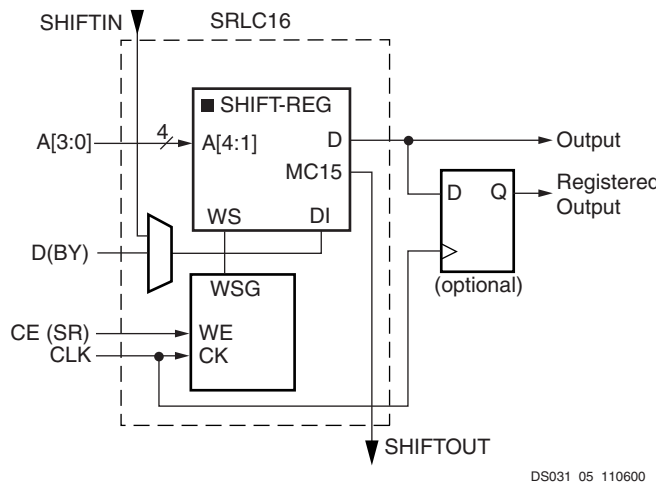 SHIFTIN
SRLC16
SHIFT-REG
A[3:0]
4
A[4:1]
D
Output
MC15
D
Q
Registered
Output
WS
DI
D(BY)
WSG
(optional)
CE (SR)
WE
CLK
CK
SHIFTOUT
DS031_05_110600